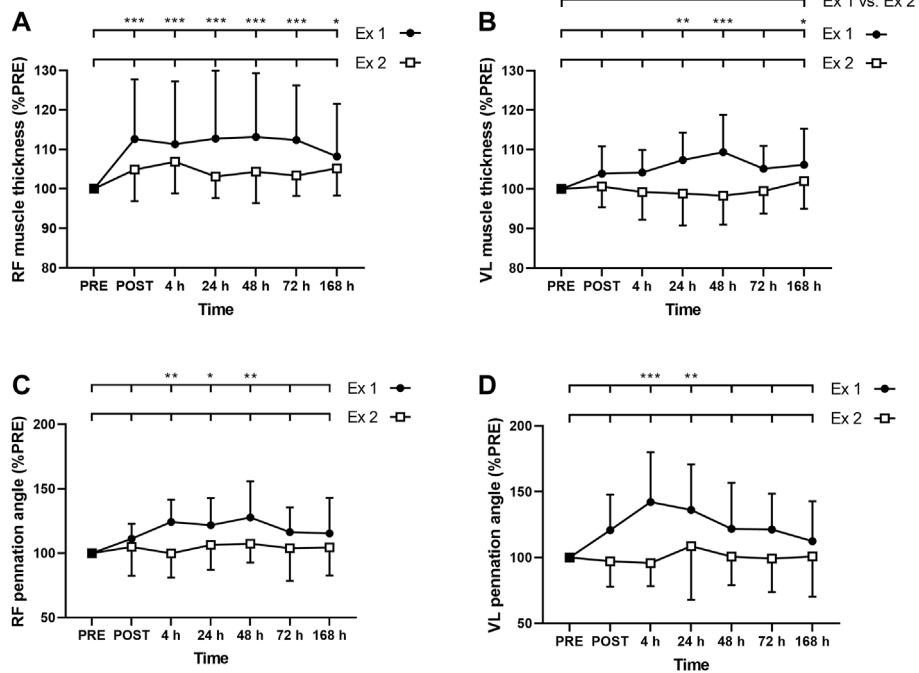 A
*** *** *** *** *** *
Ex 1
Ex 2
RF muscle thickness (%PRE)
130
120
110
100
90
80
PRE POST 4 h 24 h 48 h 72 h 168 h
Time
Ex 1 vs. Ex 2
B
** *** *
Ex 1
Ex 2
VL muscle thickness (%PRE)
130
120
110
100
90
80
PRE POST 4 h 24 h 48 h 72 h 168 h
Time
C
** * **
Ex 1
Ex 2
RF pennation angle (%PRE)
200
150
100
50
PRE POST 4 h 24 h 48 h 72 h 168 h
Time
D
*** **
Ex 1
Ex 2
VL pennation angle (%PRE)
200
150
100
50
PRE POST 4 h 24 h 48 h 72 h 168 h
Time